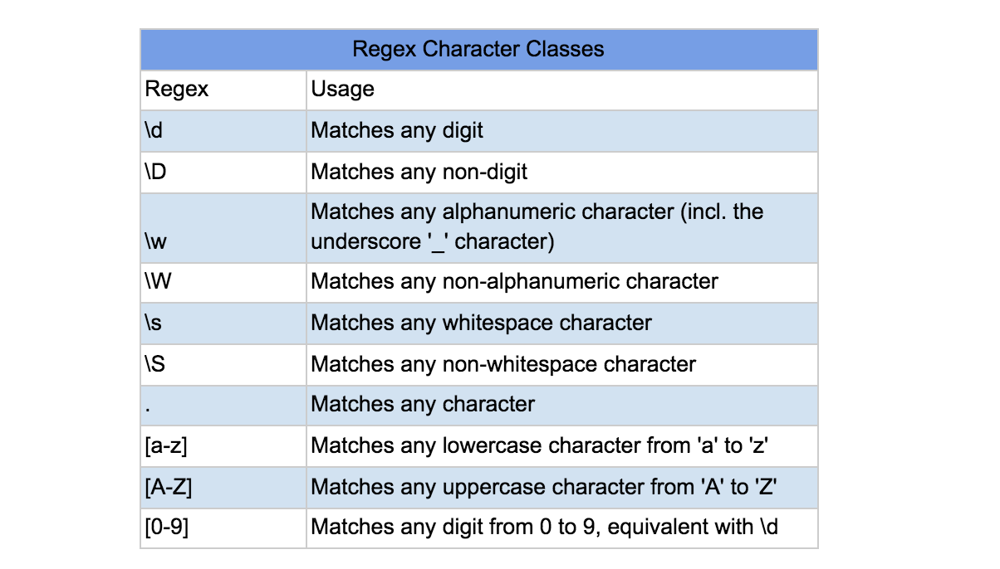 Regex Character Classes
Regex Usage
\d Matches any digit
\D Matches any non-digit
Matches any alphanumeric character (incl. the
\w underscore '_' character)
\W Matches any non-alphanumeric character
\s Matches any whitespace character
\S Matches any non-whitespace character
. Matches any character
[a-z] Matches any lowercase character from 'a' to 'z'
[A-Z] Matches any uppercase character from 'A' to 'Z'
[0-9] Matches any digit from 0 to 9, equivalent with \d